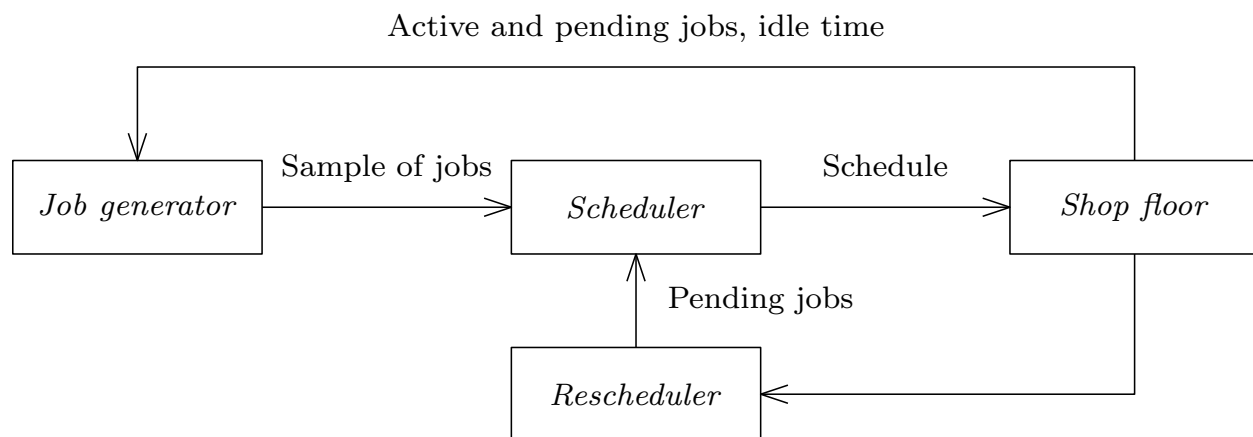 Active and pending jobs, idle time
Sample of jobs
Schedule
Job generator
Scheduler
Shop floor
Pending jobs
Rescheduler